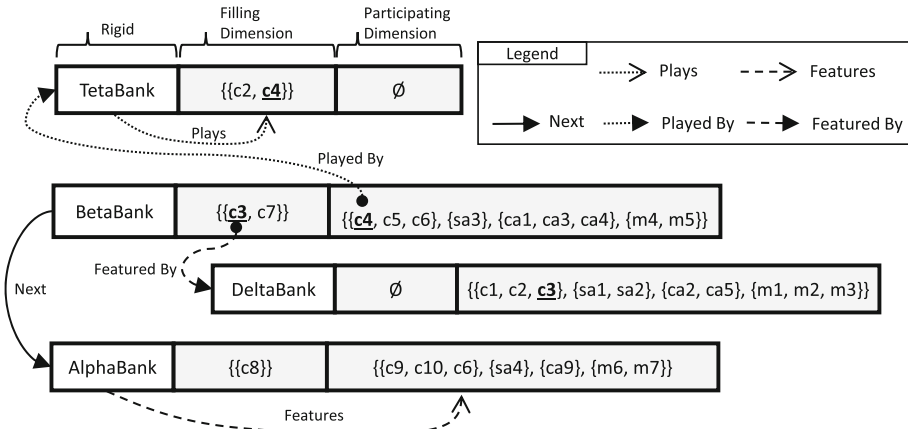 Rigid
Filling
Dimension
Participating
Dimension
Legend
Plays
Features
Next
Played By
Featured By
TetaBank
{{c2, c4}}
Ø
Plays
Played By
BetaBank
{{c3, c7}}
{{c4, c5, c6}, {sa3}, {ca1, ca3, ca4}, {m4, m5}}
Featured By
Next
DeltaBank
Ø
{{c1, c2, c3}, {sa1, sa2}, {ca2, ca5}, {m1, m2, m3}}
AlphaBank
{{c8}}
{{c9, c10, c6}, {sa4}, {ca9}, {m6, m7}}
Features